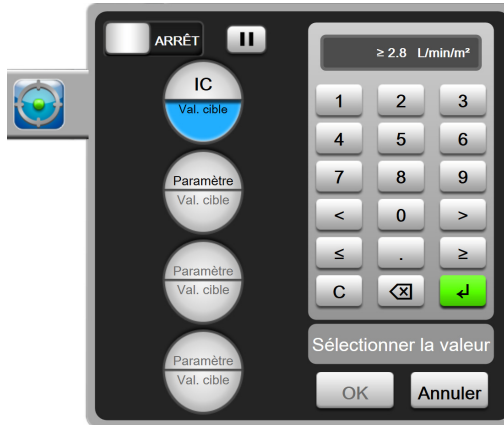 ARRÊT
IC
Val. cible
Paramètre
Val. cible
Paramètre
Val. cible
Paramètre
Val. cible
≥ 2.8 L/min/m²
1 2 3
4 5 6
7 8 9
< 0 >
≤ . ≥
C
Sélectionner la valeur
OK Annuler